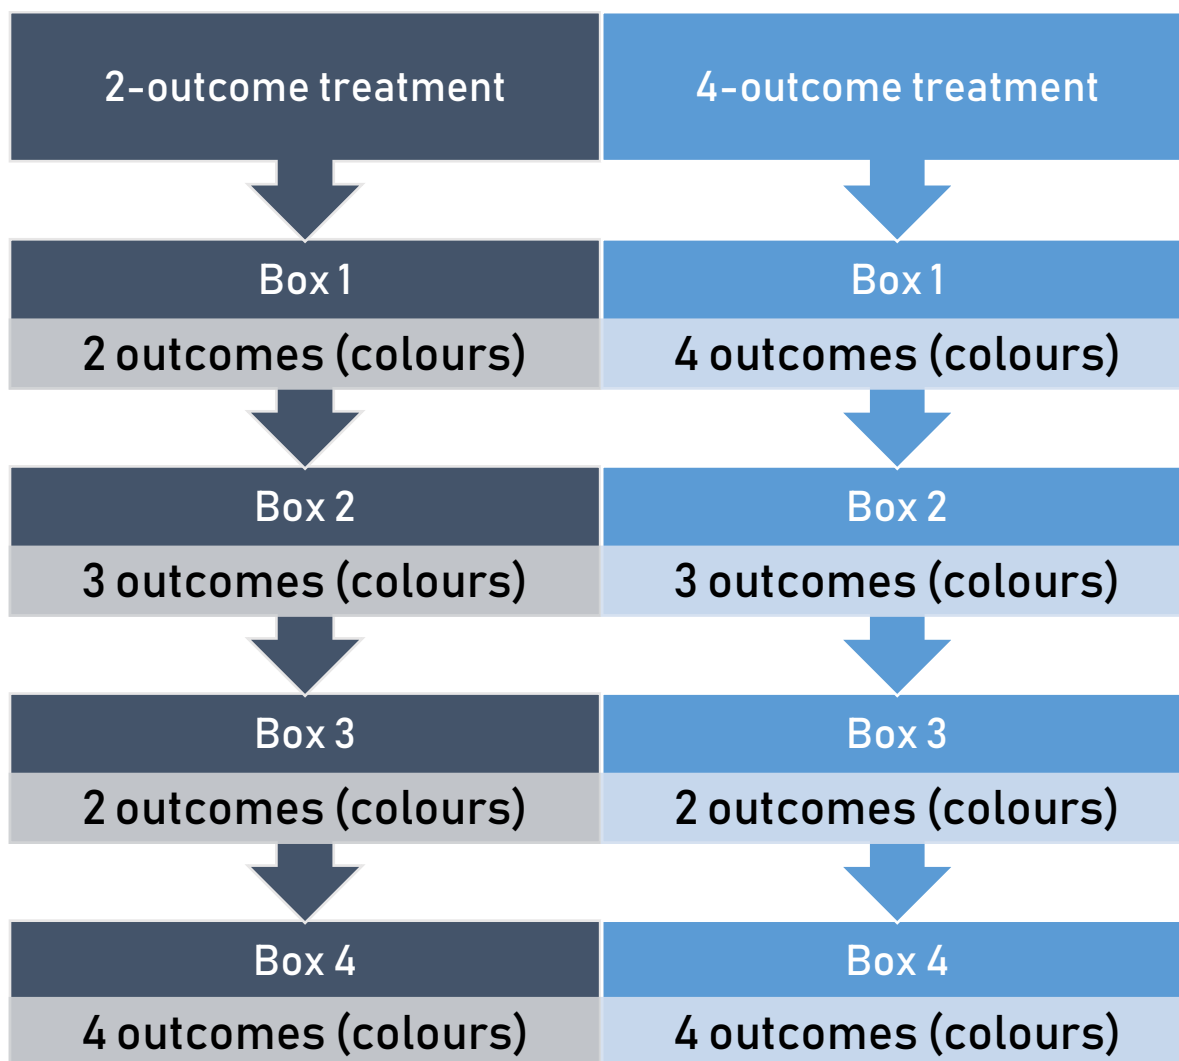 2-outcome treatment
4-outcome treatment
Box 1
Box 1
2 outcomes (colours)
4 outcomes (colours)
Box 2
Box 2
3 outcomes (colours)
3 outcomes (colours)
Box 3
Box 3
2 outcomes (colours)
2 outcomes (colours)
Box 4
Box 4
4 outcomes (colours)
4 outcomes (colours)